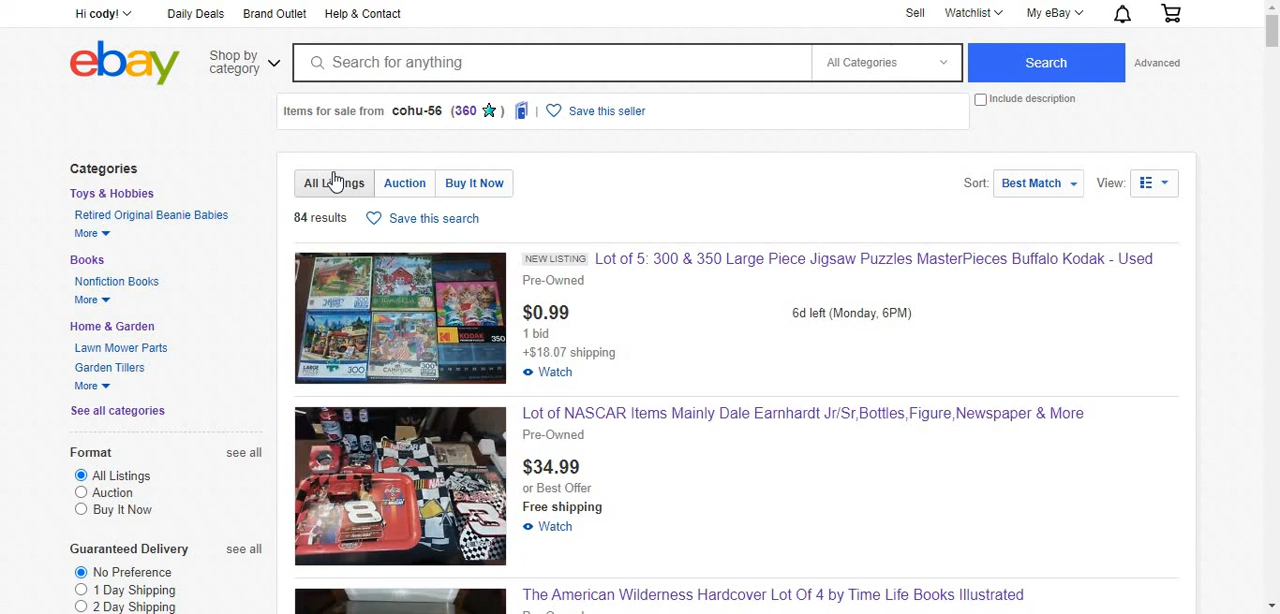 Hi cody! Daily Deals Brand Outlet Help & Contact Sell Watchlist My eBay
ebay Shop by category Search for anything All Categories Search Advanced
Items for sale from cohu-56 (360 ) | Save this seller Include description
Categories
Toys & Hobbies
Retired Original Beanie Babies
More
Books
Nonfiction Books
More
Home & Garden
Lawn Mower Parts
Garden Tillers
More
See all categories
Format see all
All Listings
Auction
Buy It Now
Guaranteed Delivery see all
No Preference
1 Day Shipping
2 Day Shipping
All Listings Auction Buy It Now Sort: Best Match View:
84 results Save this search
NEW LISTING Lot of 5: 300 & 350 Large Piece Jigsaw Puzzles MasterPieces Buffalo Kodak - Used
Pre-Owned
$0.99 6d left (Monday, 6PM)
1 bid
+$18.07 shipping
Watch
KODAK
350
300
Lot of NASCAR Items Mainly Dale Earnhardt Jr/Sr,Bottles,Figure,Newspaper & More
Pre-Owned
$34.99
or Best Offer
Free shipping
Watch
8
The American Wilderness Hardcover Lot Of 4 by Time Life Books Illustrated